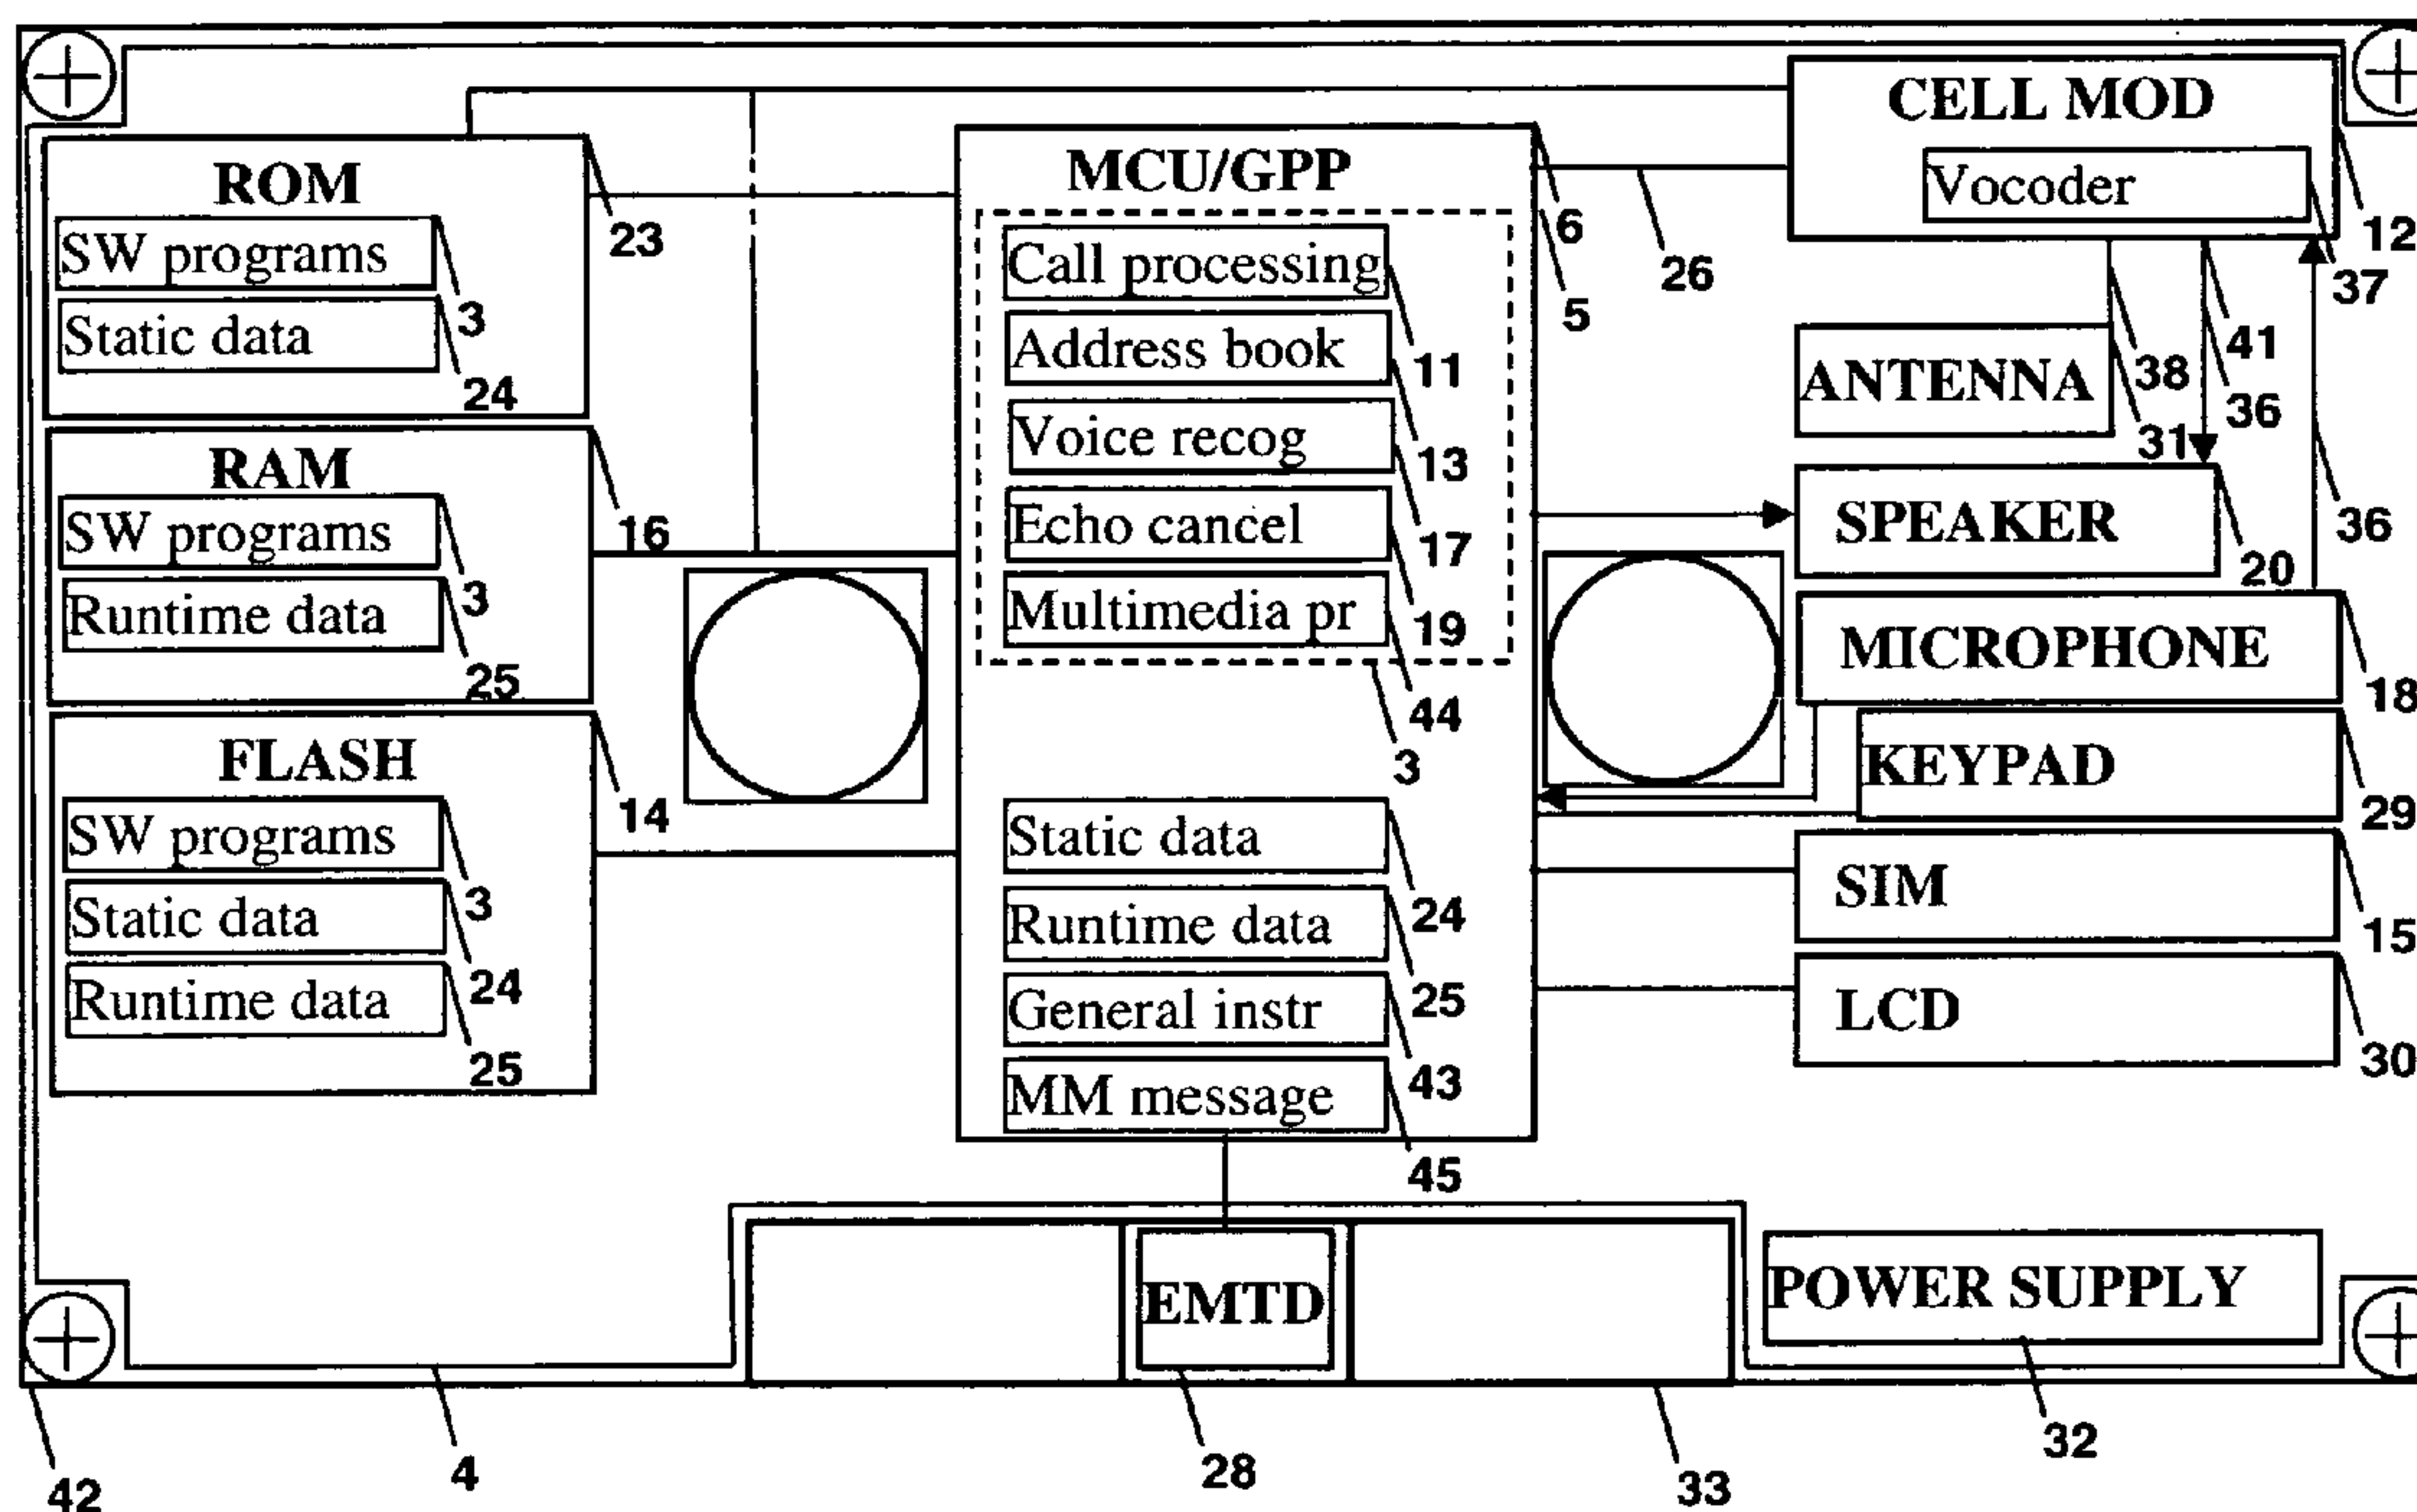 CELL MOD
Vocoder
12
37
ROM
SW programs
Static data
23
3
24
MCU/GPP
Call processing
Address book
Voice recog
Echo cancel
Multimedia pr
6
5
26
11
13
17
19
44
3
38
41
36
31
36
ANTENNA
RAM
SW programs
Runtime data
16
3
25
SPEAKER
20
MICROPHONE
18
FLASH
SW programs
Static data
Runtime data
14
3
24
25
KEYPAD
29
Static data
Runtime data
General instr
MM message
24
25
43
45
SIM
15
LCD
30
EMTD
POWER SUPPLY
42
4
28
33
32